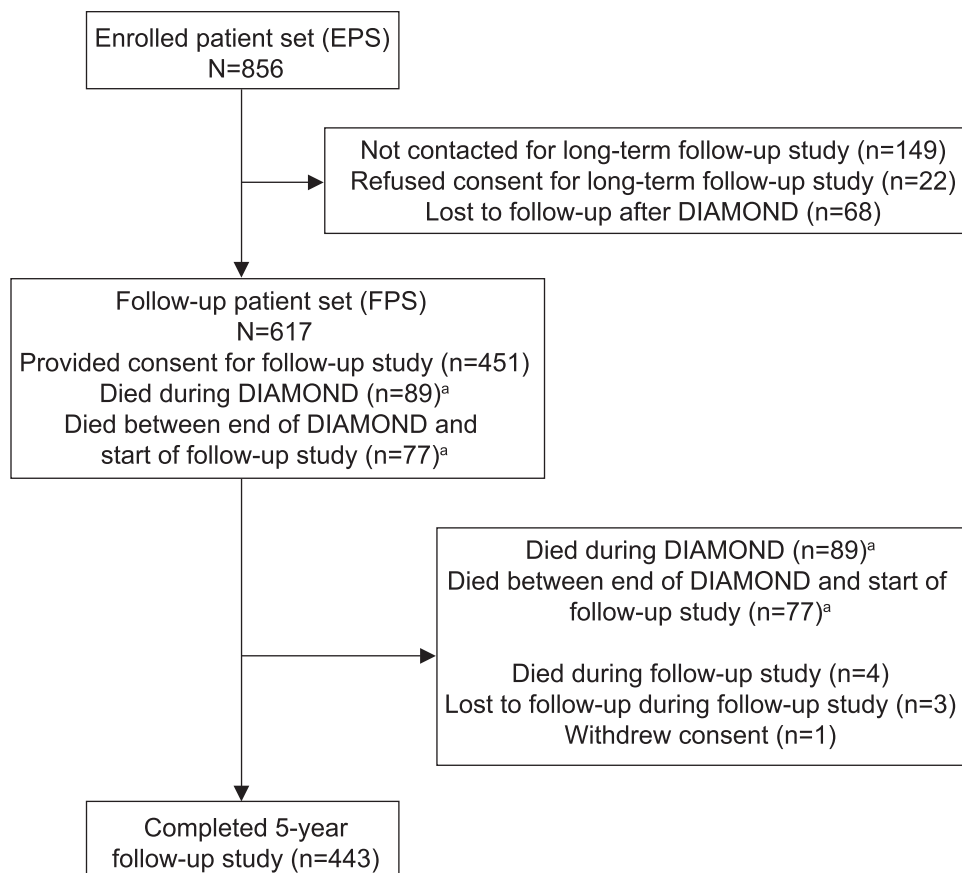 Enrolled patient set (EPS)
N=856
Not contacted for long-term follow-up study (n=149)
Refused consent for long-term follow-up study (n=22)
Lost to follow-up after DIAMOND (n=68)
Follow-up patient set (FPS)
N=617
Provided consent for follow-up study (n=451)
Died during DIAMOND (n=89)ᵃ
Died between end of DIAMOND and
start of follow-up study (n=77)ᵃ
Died during DIAMOND (n=89)ᵃ
Died between end of DIAMOND and start of
follow-up study (n=77)ᵃ
Died during follow-up study (n=4)
Lost to follow-up during follow-up study (n=3)
Withdrew consent (n=1)
Completed 5-year
follow-up study (n=443)